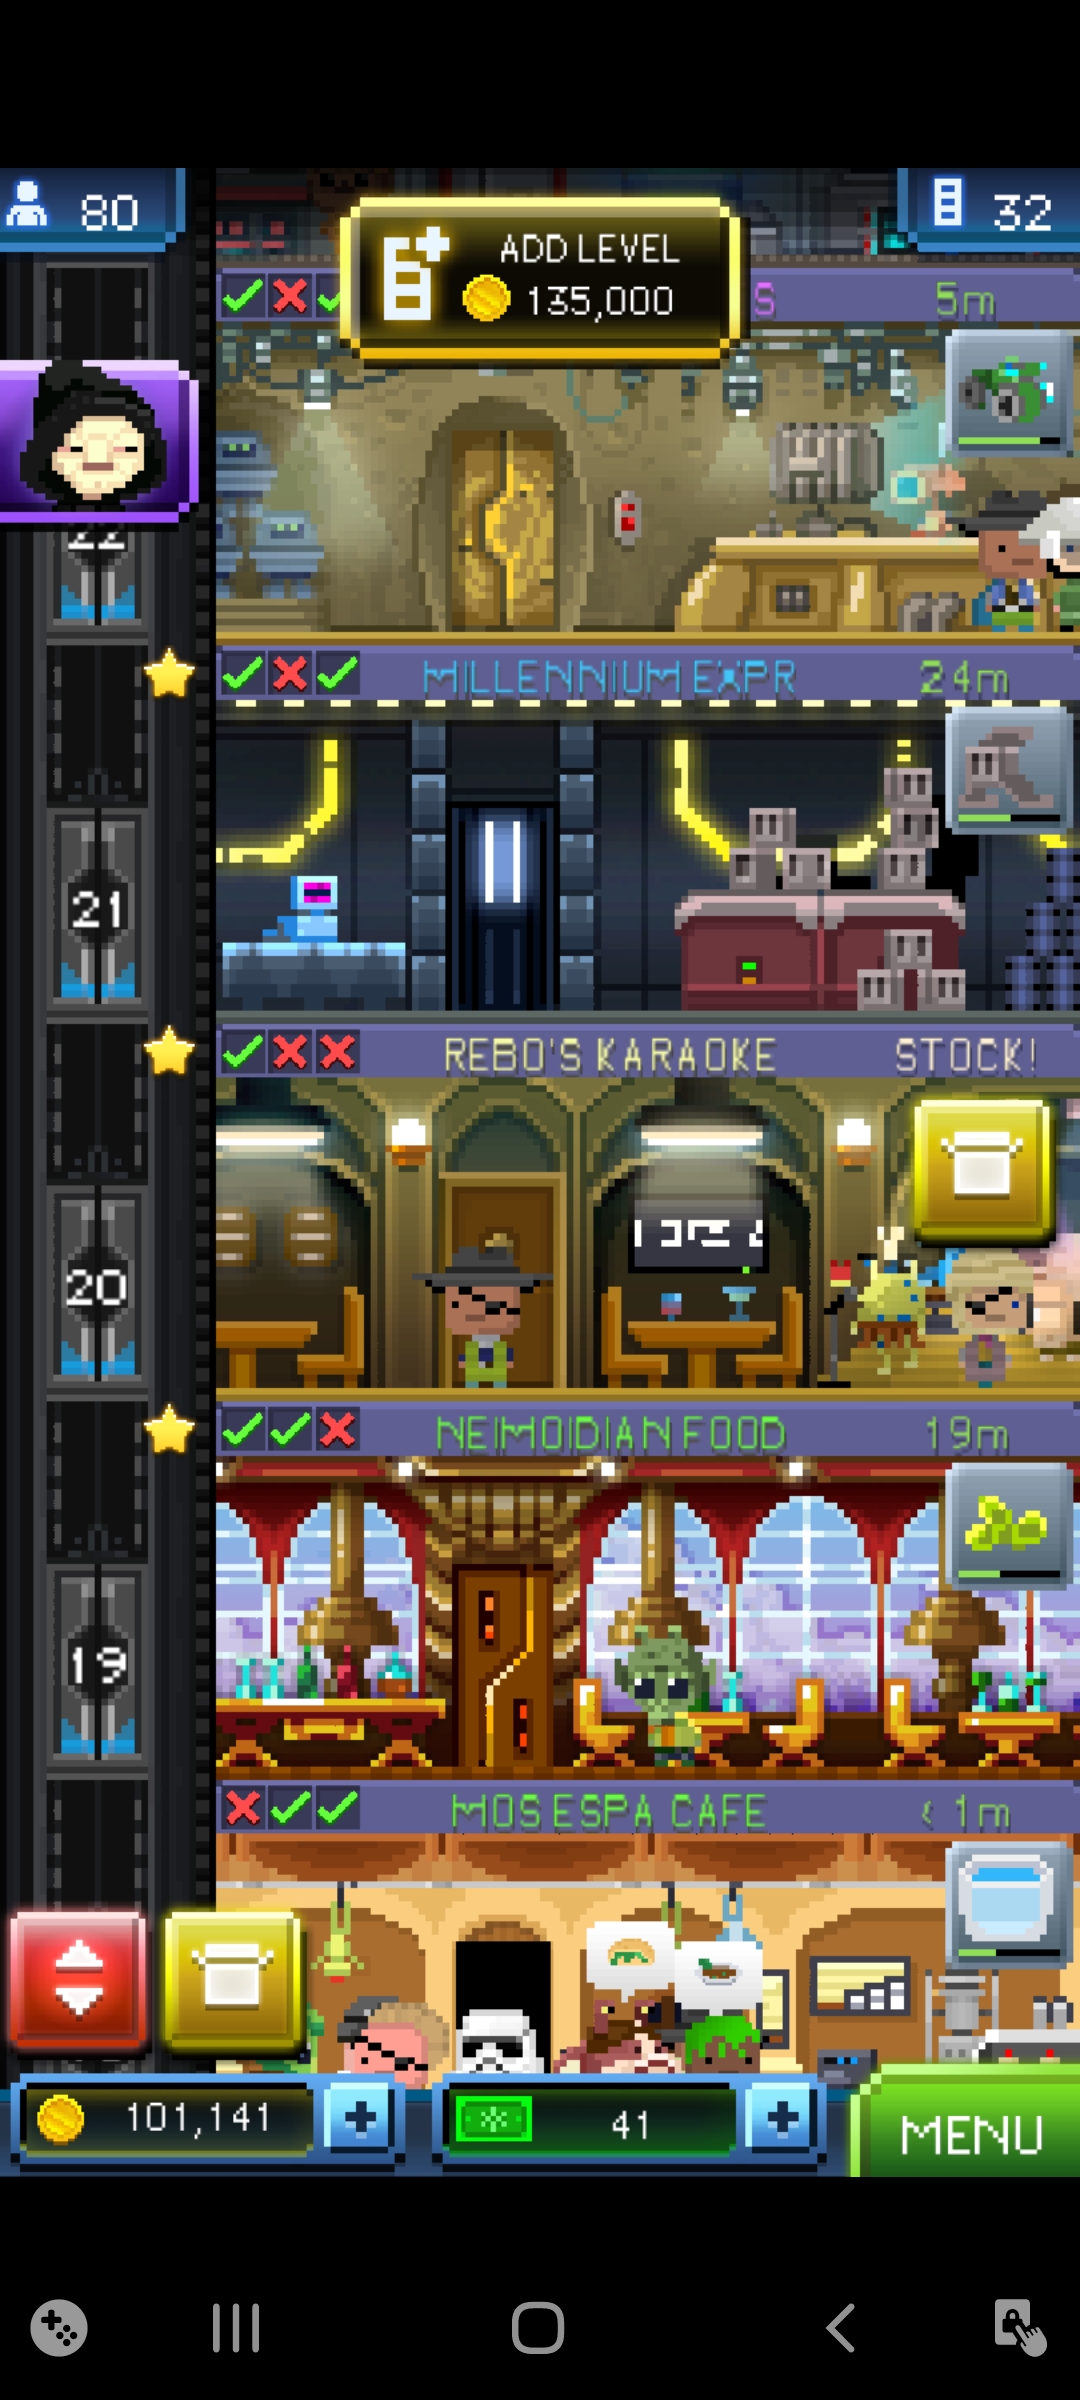 80
32
ADD LEVEL
135,000
S
5m
22
MILLENNIUM EXPR
24m
21
REBO'S KARAOKE
STOCK!
20
NEIMOIDIAN FOOD
19m
19
MOS ESPA CAFE
< 1m
101,141
41
MENU